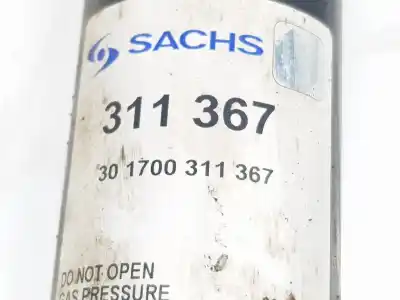 SACHS
311 367
30 1700 311 367
DO NOT OPEN
GAS PRESSURE